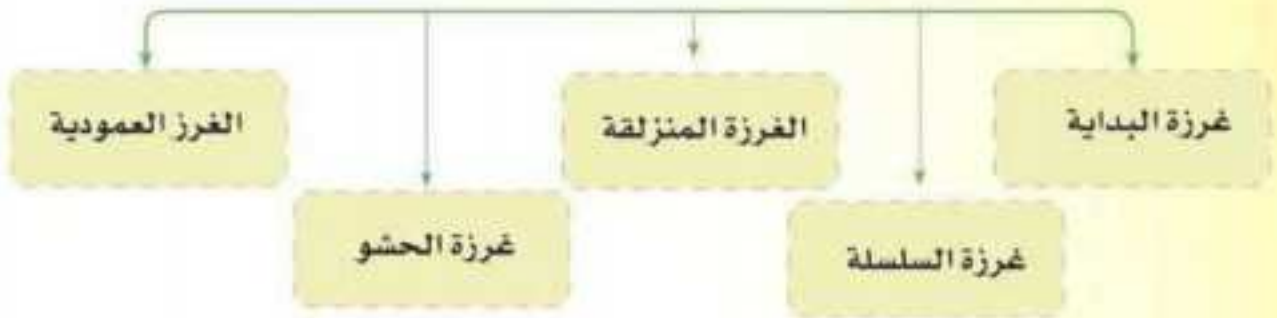 غرزة البداية
غرزة السلسلة
الغرزة المنزلقة
غرزة الحشو
الغرز العمودية